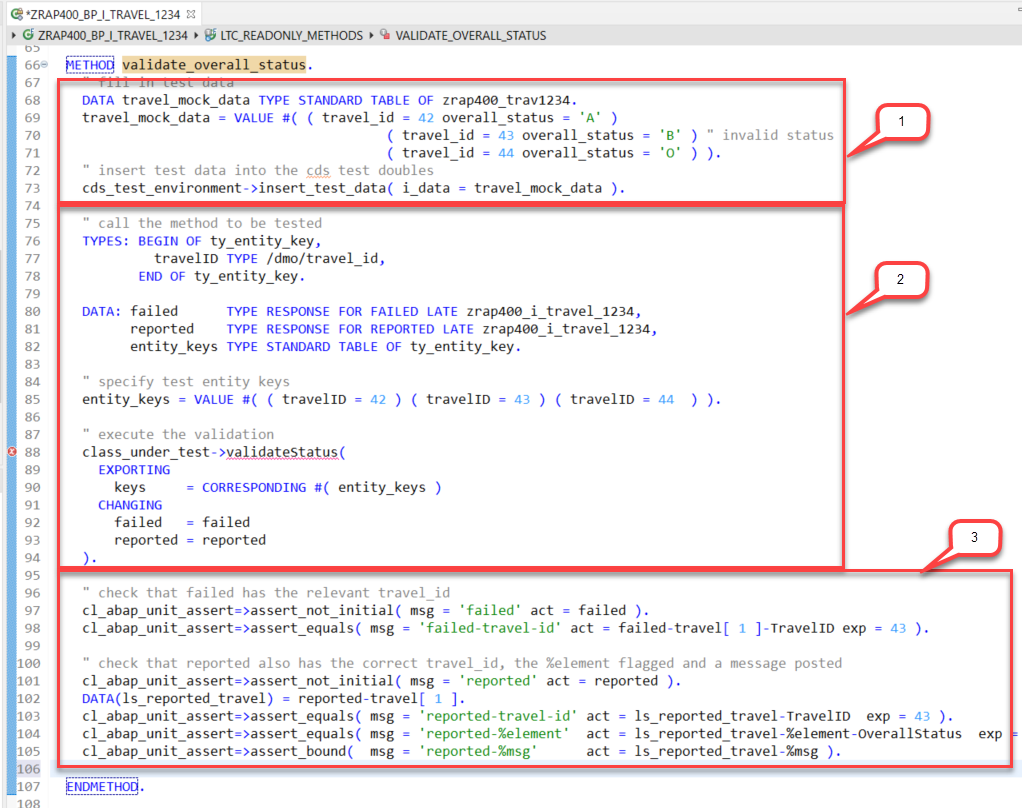 *ZRAP400_BP_I_TRAVEL_1234
ZRAP400_BP_I_TRAVEL_1234 LTC_READONLY_METHODS VALIDATE_OVERALL_STATUS
65
66 METHOD validate_overall_status.
67 " fill in test data
68 DATA travel_mock_data TYPE STANDARD TABLE OF zrap400_trav1234.
69 travel_mock_data = VALUE #( ( travel_id = 42 overall_status = 'A' )
70 ( travel_id = 43 overall_status = 'B' ) " invalid status
71 ( travel_id = 44 overall_status = 'O' ) ).
72 " insert test data into the cds test doubles
73 cds_test_environment->insert_test_data( i_data = travel_mock_data ).
1
74
75 " call the method to be tested
76 TYPES: BEGIN OF ty_entity_key,
77 travelID TYPE /dmo/travel_id,
78 END OF ty_entity_key.
79
80 DATA: failed TYPE RESPONSE FOR FAILED LATE zrap400_i_travel_1234,
81 reported TYPE RESPONSE FOR REPORTED LATE zrap400_i_travel_1234,
82 entity_keys TYPE STANDARD TABLE OF ty_entity_key.
83
84 " specify test entity keys
85 entity_keys = VALUE #( ( travelID = 42 ) ( travelID = 43 ) ( travelID = 44 ) ).
86
87 " execute the validation
88 class_under_test->validateStatus(
89 EXPORTING
90 keys = CORRESPONDING #( entity_keys )
91 CHANGING
92 failed = failed
93 reported = reported
94 ).
2
95
96 " check that failed has the relevant travel_id
97 cl_abap_unit_assert=>assert_not_initial( msg = 'failed' act = failed ).
98 cl_abap_unit_assert=>assert_equals( msg = 'failed-travel-id' act = failed-travel[ 1 ]-TravelID exp = 43 ).
99
100 " check that reported also has the correct travel_id, the %element flagged and a message posted
101 cl_abap_unit_assert=>assert_not_initial( msg = 'reported' act = reported ).
102 DATA(ls_reported_travel) = reported-travel[ 1 ].
103 cl_abap_unit_assert=>assert_equals( msg = 'reported-travel-id' act = ls_reported_travel-TravelID exp = 43 ).
104 cl_abap_unit_assert=>assert_equals( msg = 'reported-%element' act = ls_reported_travel-%element-OverallStatus exp =
105 cl_abap_unit_assert=>assert_bound( msg = 'reported-%msg' act = ls_reported_travel-%msg ).
3
106
107 ENDMETHOD.
108